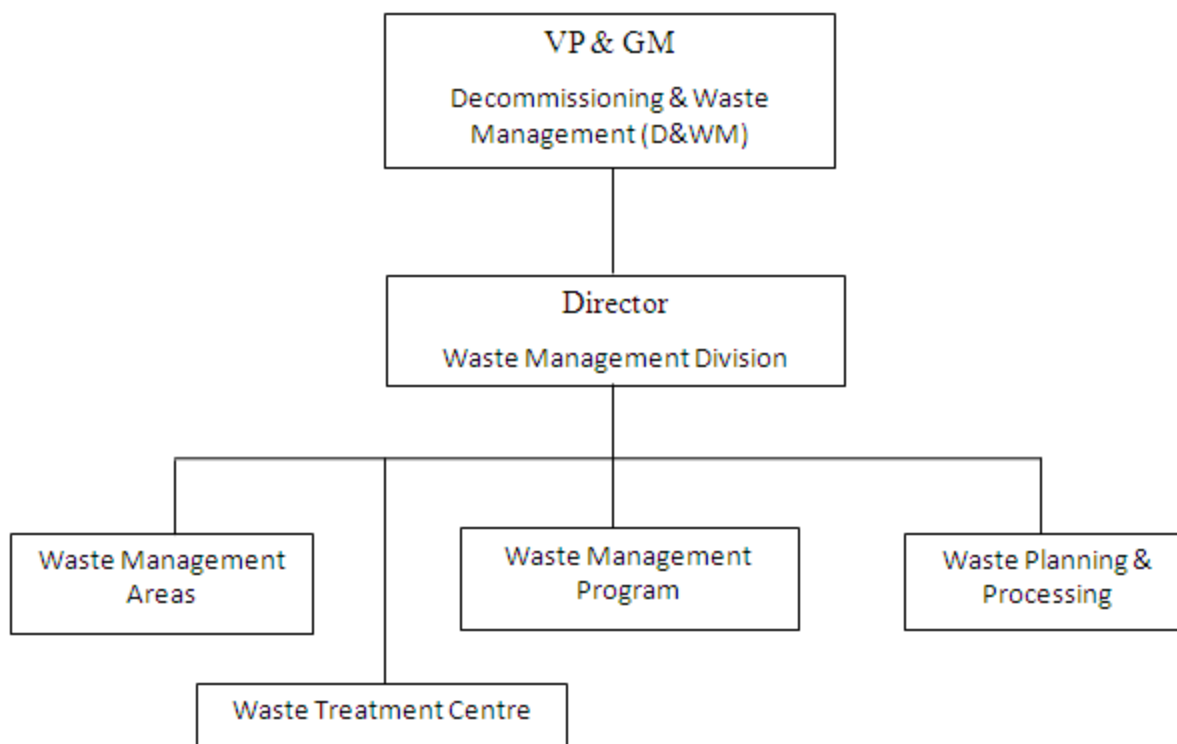 VP & GM
Decommissioning & Waste
Management (D&WM)
Director
Waste Management Division
Waste Management
Areas
Waste Management
Program
Waste Planning &
Processing
Waste Treatment Centre